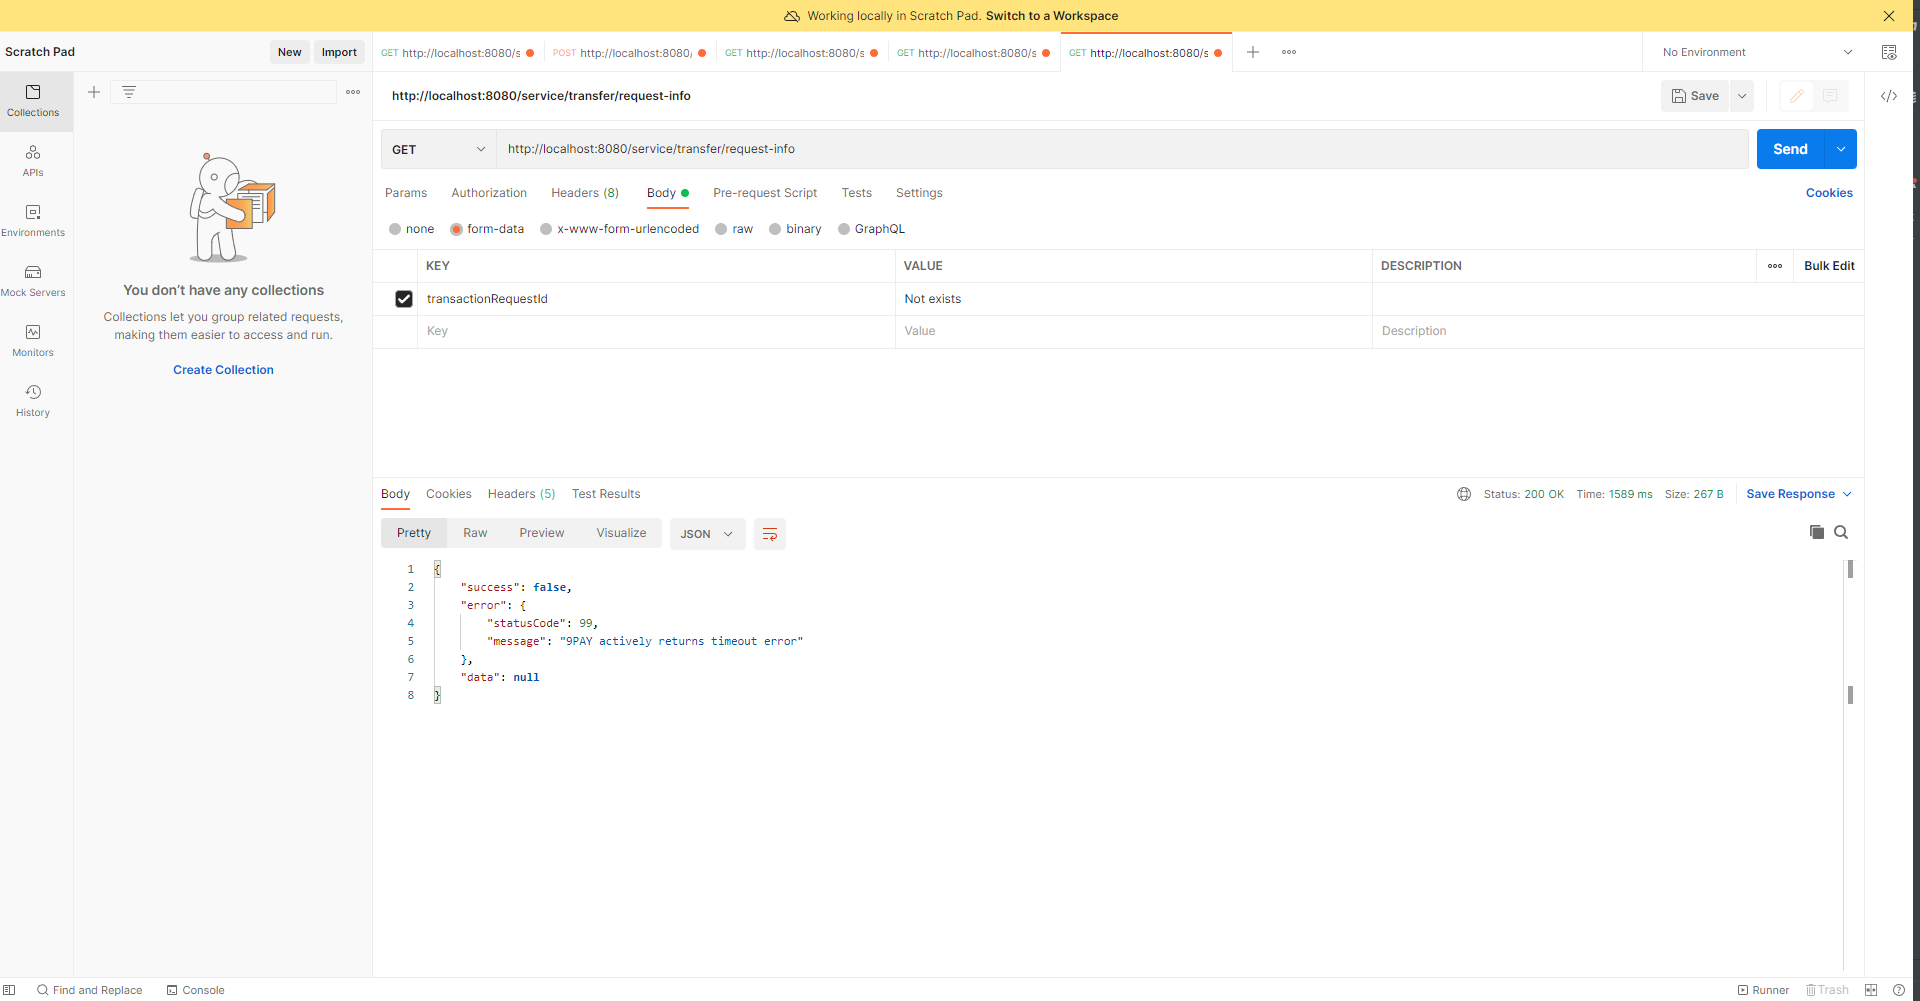 Working locally in Scratch Pad. Switch to a Workspace
Scratch Pad
New
Import
GET http://localhost:8080/s
POST http://localhost:8080/
GET http://localhost:8080/s
GET http://localhost:8080/s
GET http://localhost:8080/s
No Environment
Collections
APIs
Environments
Mock Servers
Monitors
History
You don't have any collections
Collections let you group related requests,
making them easier to access and run.
Create Collection
http://localhost:8080/service/transfer/request-info
Save
GET
http://localhost:8080/service/transfer/request-info
Send
Params Authorization Headers (8) Body Pre-request Script Tests Settings Cookies
none form-data x-www-form-urlencoded raw binary GraphQL
KEY VALUE DESCRIPTION Bulk Edit
transactionRequestId Not exists
Key Value Description
Body Cookies Headers (5) Test Results Status: 200 OK Time: 1589 ms Size: 267 B Save Response
Pretty Raw Preview Visualize JSON
1 {
2 "success": false,
3 "error": {
4 "statusCode": 99,
5 "message": "9PAY actively returns timeout error"
6 },
7 "data": null
8 }
Find and Replace Console Runner Trash